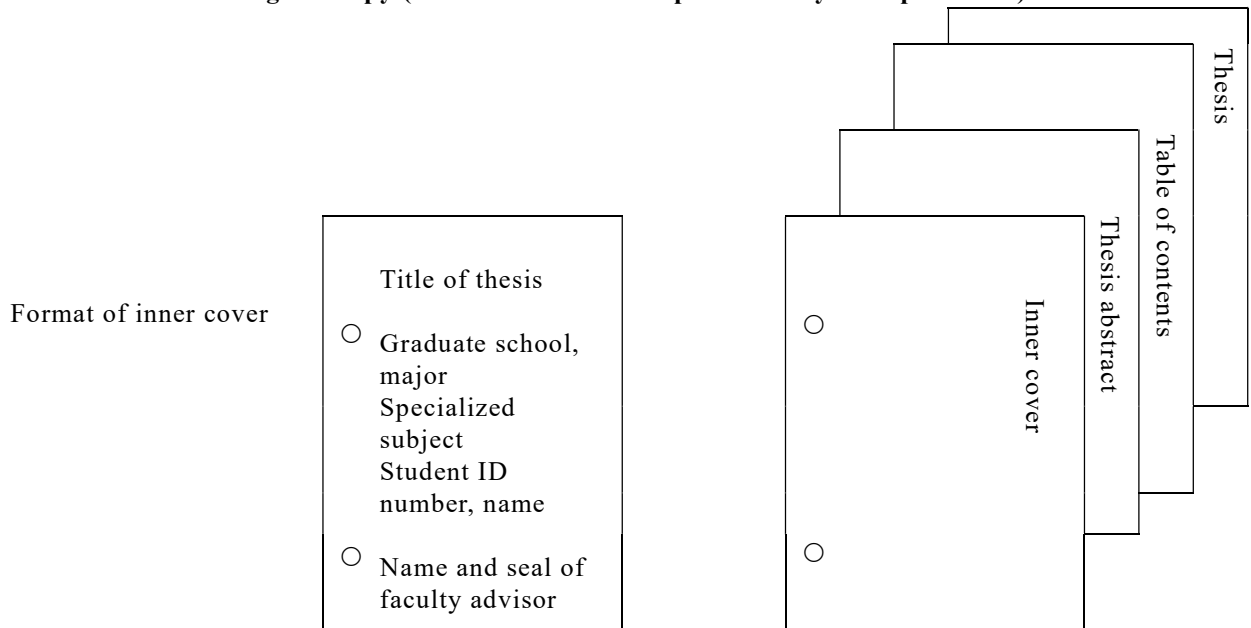 Thesis
Table of contents
Thesis abstract
Inner cover
Format of inner cover
Title of thesis
Graduate school,
major
Specialized
subject
Student ID
number, name
Name and seal of
faculty advisor